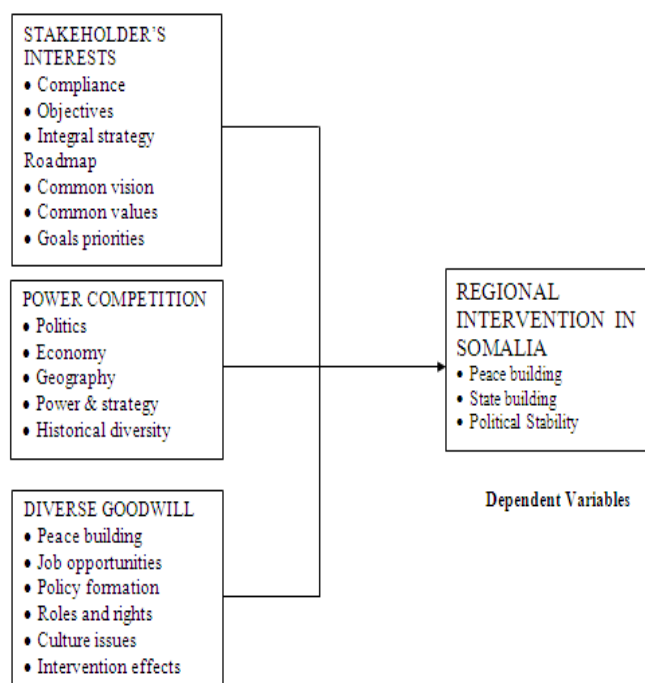 STAKEHOLDER'S
INTERESTS
• Compliance
• Objectives
• Integral strategy
Roadmap
• Common vision
• Common values
• Goals priorities
POWER COMPETITION
• Politics
• Economy
• Geography
• Power & strategy
• Historical diversity
DIVERSE GOODWILL
• Peace building
• Job opportunities
• Policy formation
• Roles and rights
• Culture issues
• Intervention effects
REGIONAL
INTERVENTION IN
SOMALIA
• Peace building
• State building
• Political Stability
Dependent Variables